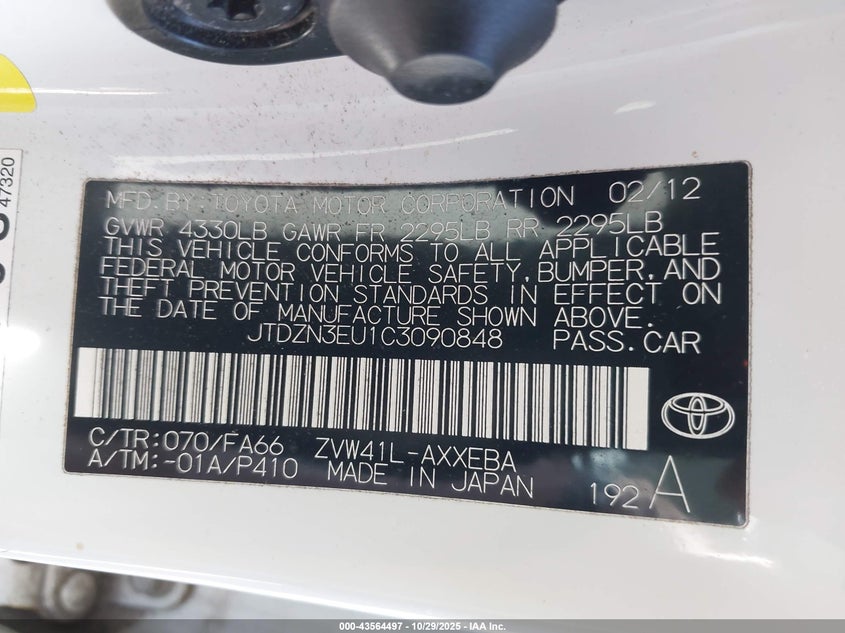 MFD. BY: TOYOTA MOTOR CORPORATION 02/12
GVWR 4330LB GAWR FR 2295LB RR 2295LB
THIS VEHICLE CONFORMS TO ALL APPLICABLE
FEDERAL MOTOR VEHICLE SAFETY, BUMPER, AND
THEFT PREVENTION STANDARDS IN EFFECT ON
THE DATE OF MANUFACTURE SHOWN ABOVE.
JTDZN3EU1C3090848 PASS. CAR
C/TR: 070/FA66 ZVW41L-AXXEBA
A/TM: -01A/P410 MADE IN JAPAN
192 A
47320
000-43564497 - 10/29/2025 - IAA Inc.